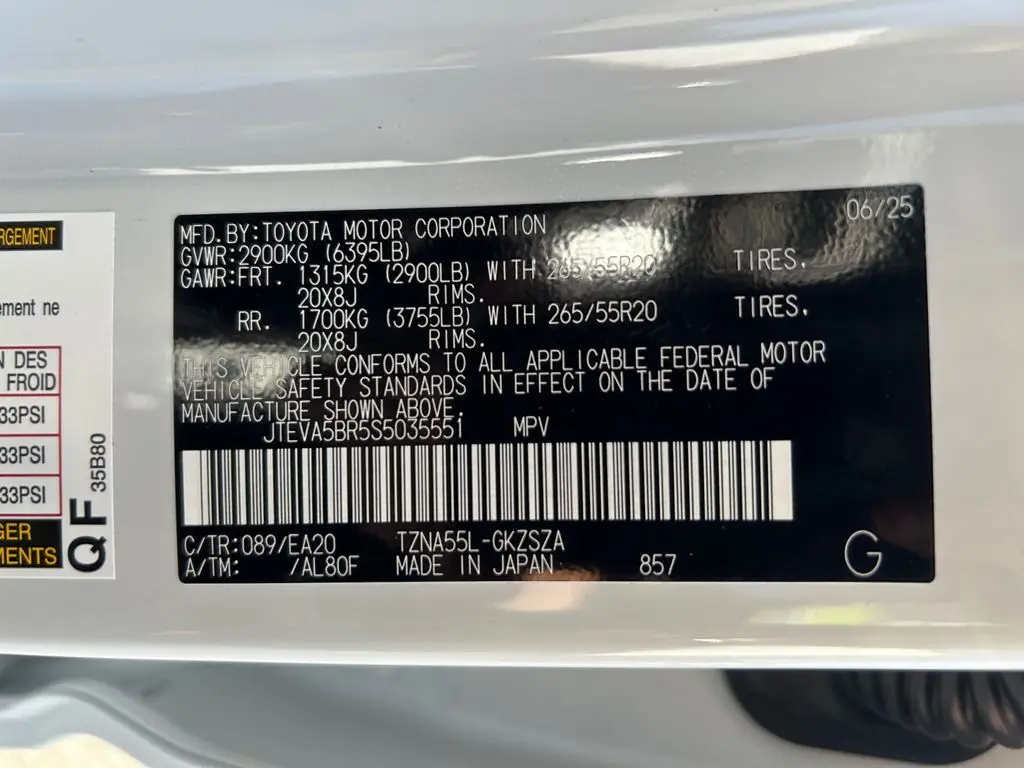 RGEMENT
ement ne
N DES
FROID
33PSI
33PSI
33PSI
GER
MENTS
QF 35B80
06/25
MFD.BY:TOYOTA MOTOR CORPORATION
GVWR:2900KG (6395LB)
GAWR:FRT. 1315KG (2900LB) WITH 265/55R20 TIRES.
20X8J RIMS.
RR. 1700KG (3755LB) WITH 265/55R20 TIRES.
20X8J RIMS.
THIS VEHICLE CONFORMS TO ALL APPLICABLE FEDERAL MOTOR
VEHICLE SAFETY STANDARDS IN EFFECT ON THE DATE OF
MANUFACTURE SHOWN ABOVE.
JTEVA5BR5S5035551 MPV
C/TR:089/EA20 TZNA55L-GKZSZA
A/TM: /AL80F MADE IN JAPAN 857
G